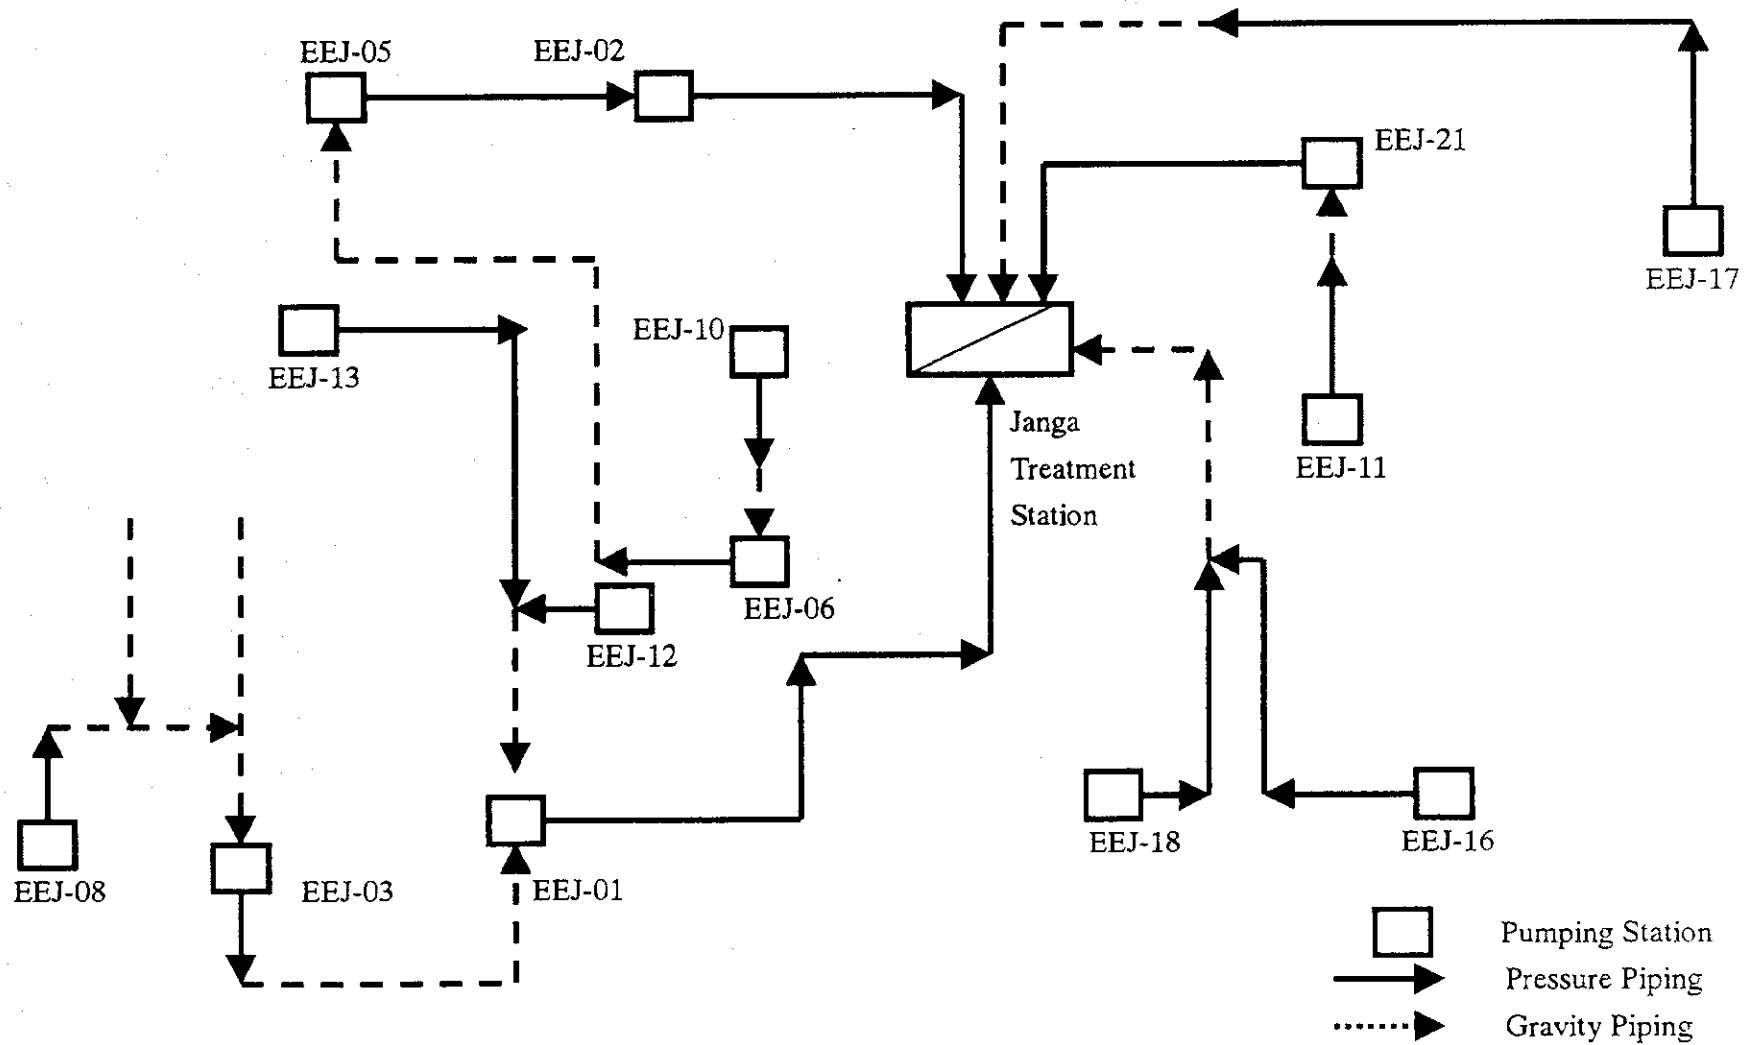 EEJ-05
EEJ-02
EEJ-21
EEJ-17
EEJ-10
EEJ-13
Janga
Treatment
Station
EEJ-11
EEJ-06
EEJ-12
EEJ-18
EEJ-16
EEJ-08
EEJ-03
EEJ-01
Pumping Station
Pressure Piping
Gravity Piping